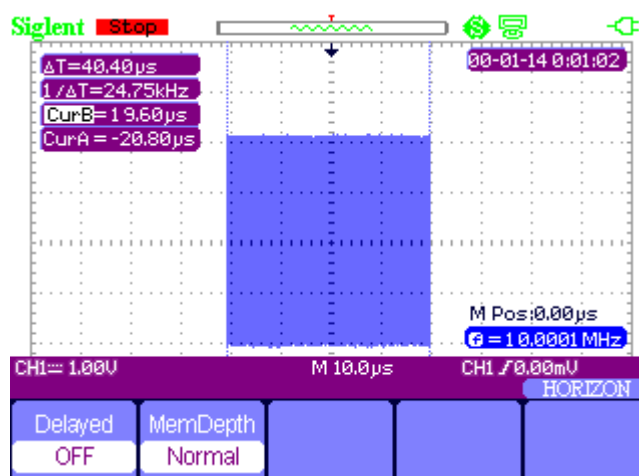 Siglent Stop
ΔT=40.40µs
1/ΔT=24.75kHz
CurB=19.60µs
CurA=-20.80µs
00-01-14 0:01:02
M Pos:0.00µs
f=10.0001MHz
CH1 1.00V M 10.0µs CH1 0.00mV
HORIZON
Delayed MemDepth
OFF Normal